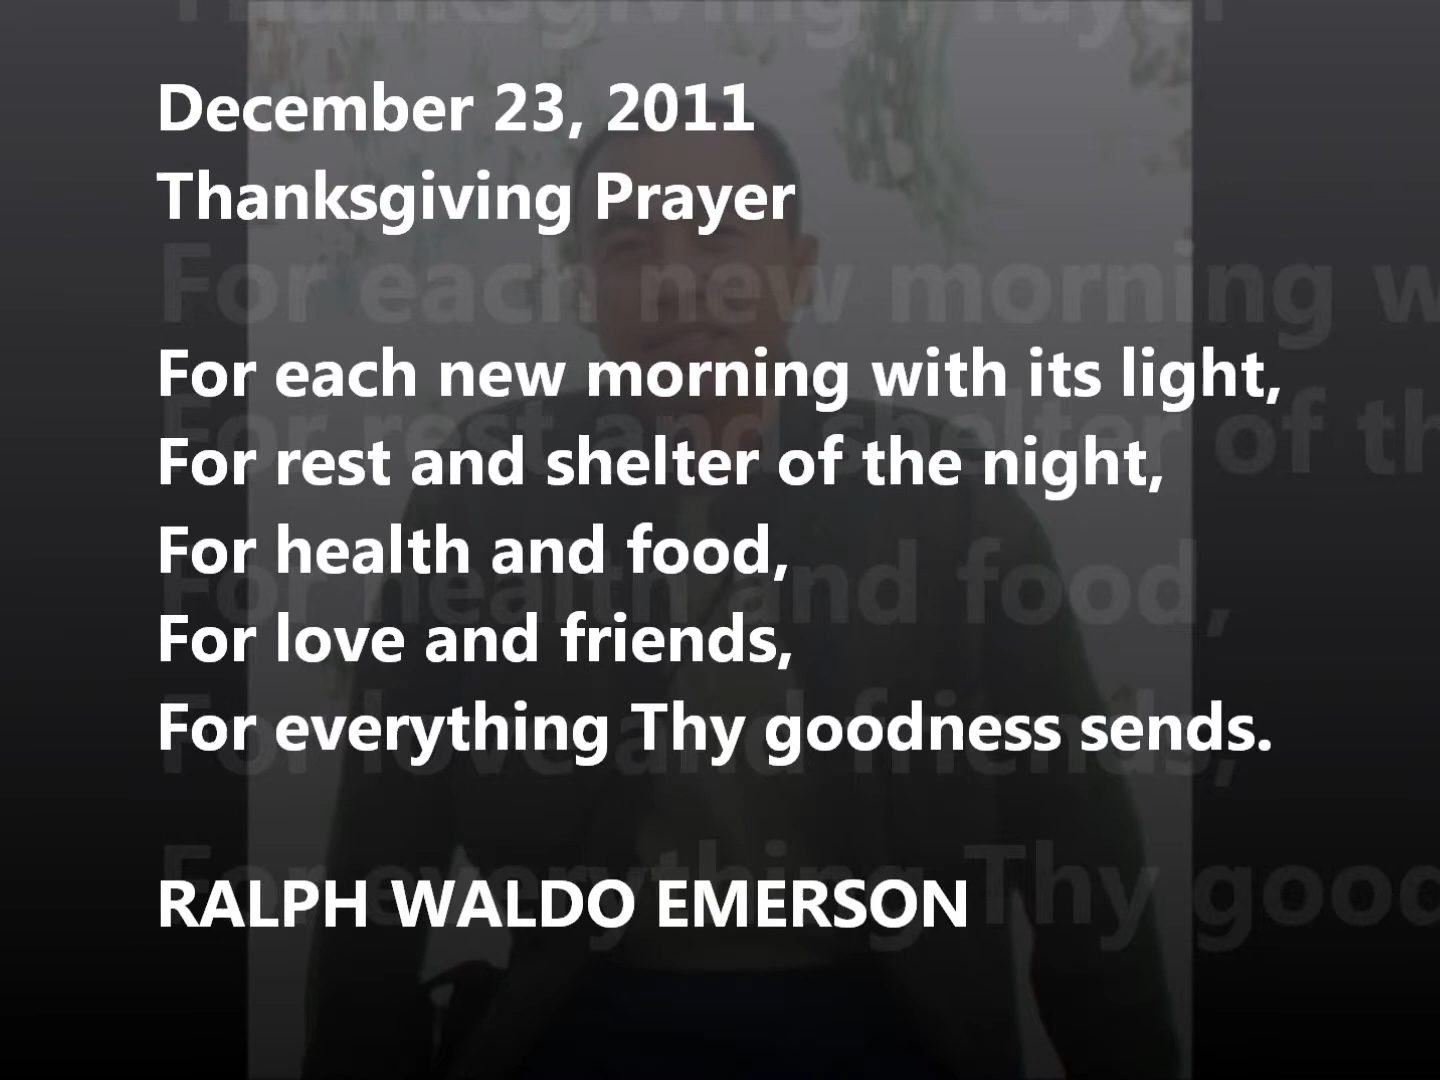 December 23, 2011
Thanksgiving Prayer
For each new morning with its light,
For rest and shelter of the night,
For health and food,
For love and friends,
For everything Thy goodness sends.
RALPH WALDO EMERSON